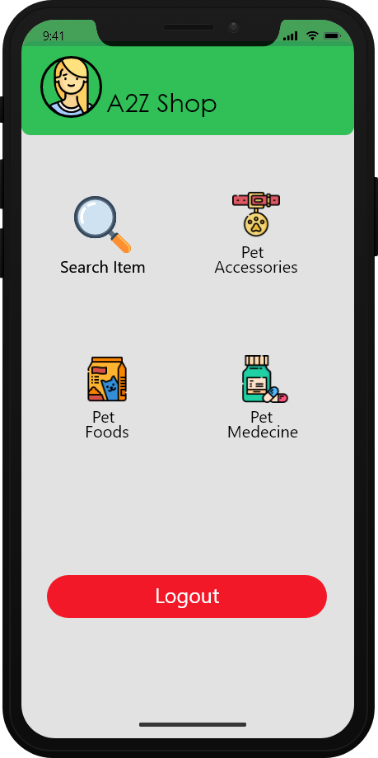 9:41
A2Z Shop
Search Item
Pet
Accessories
Pet
Foods
Pet
Medecine
Logout